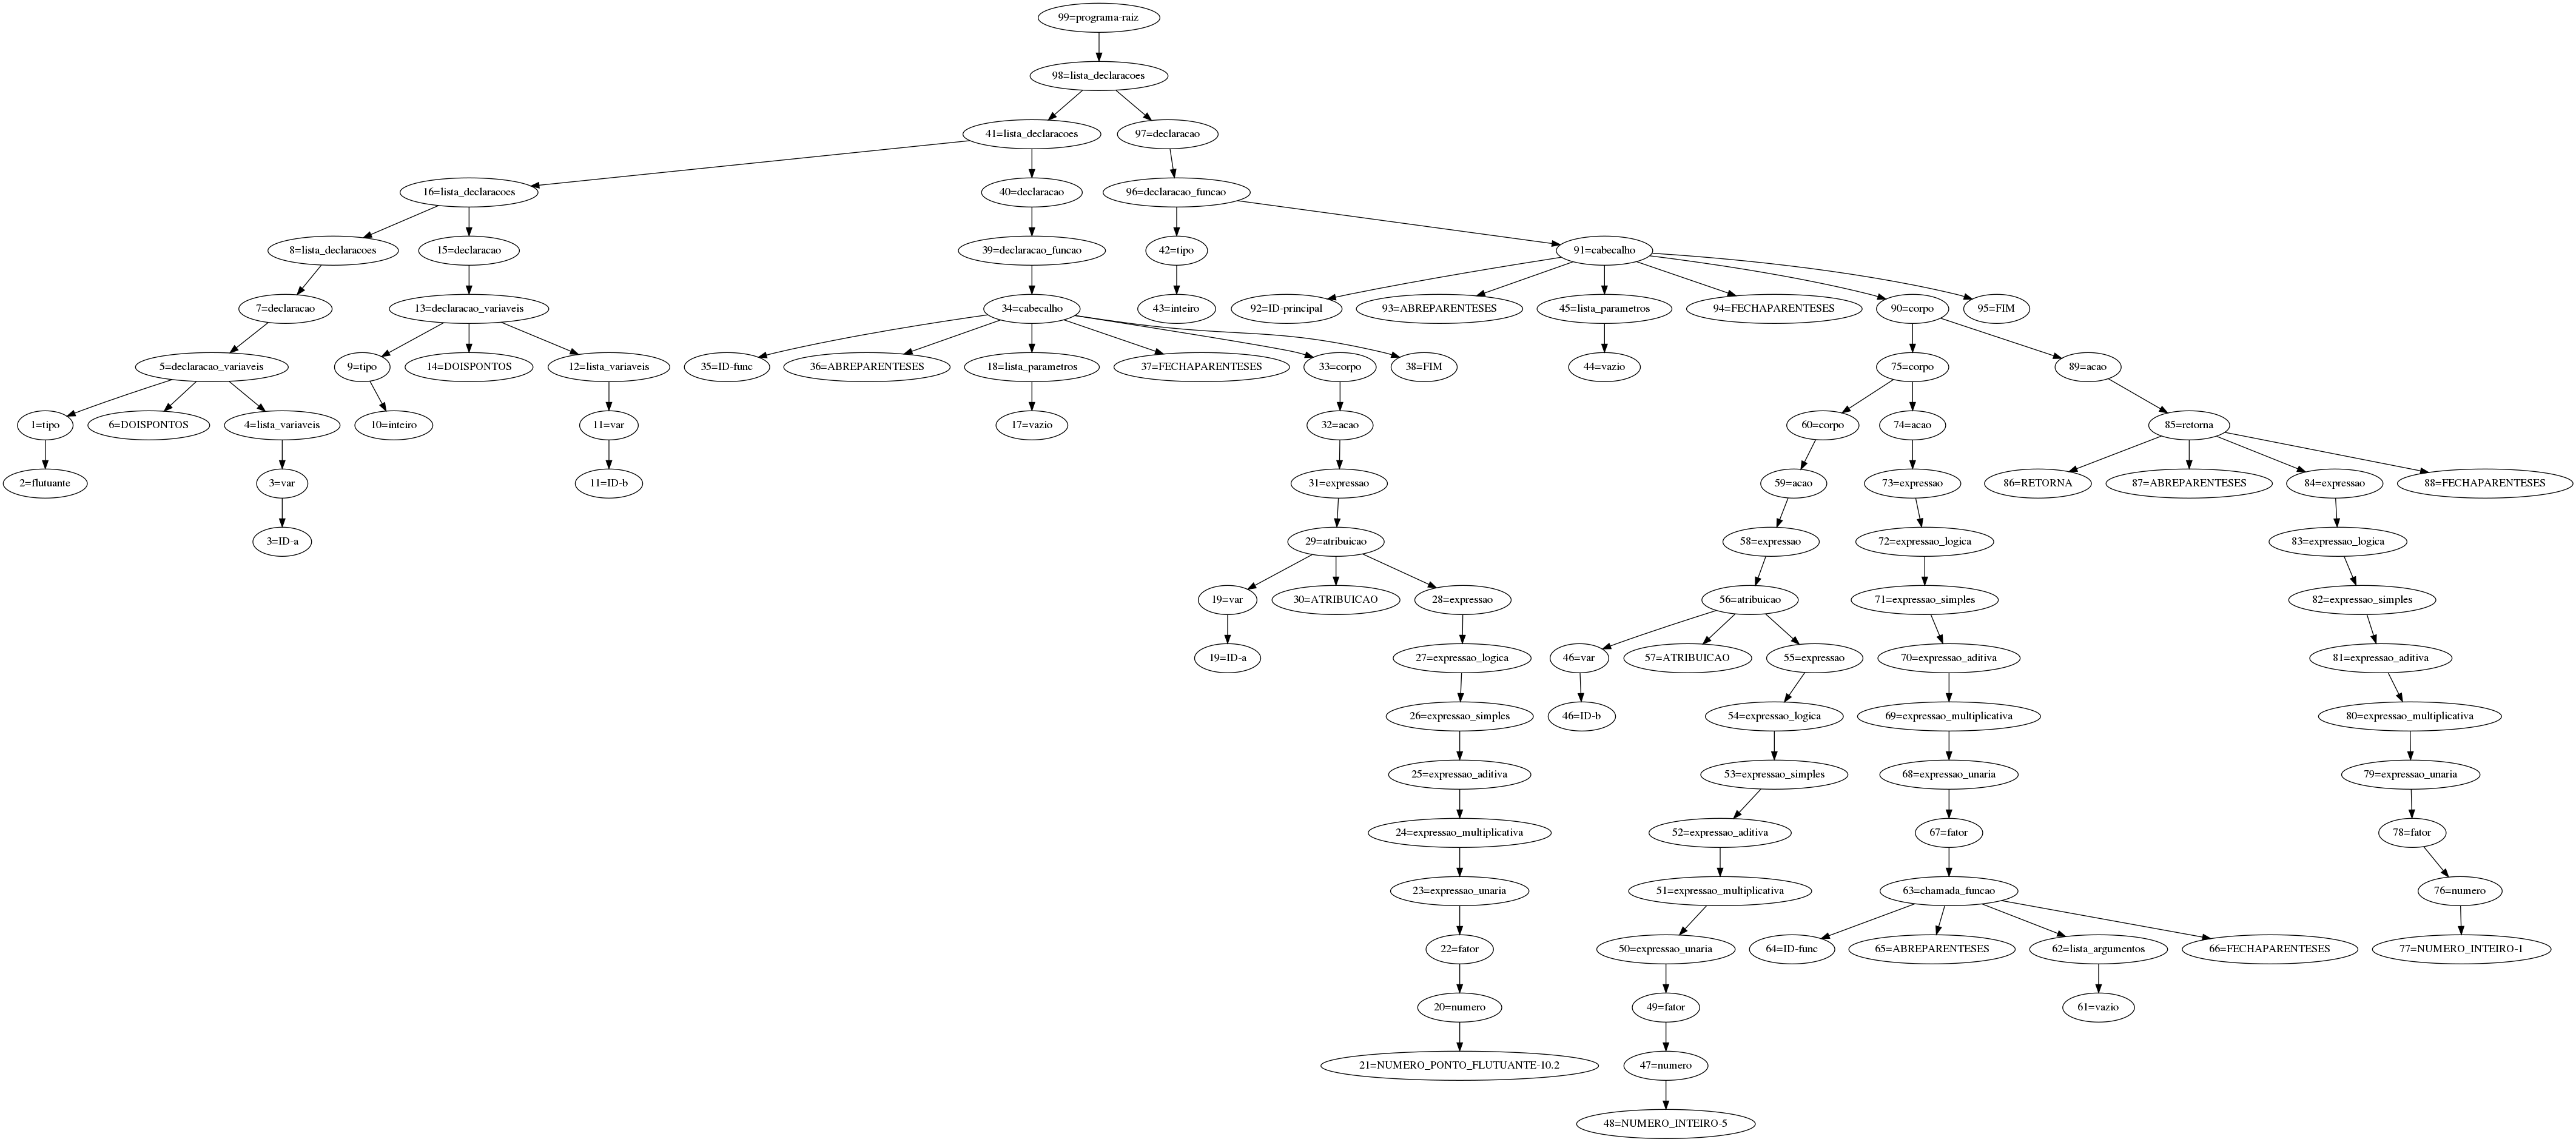 99=programa-raiz
98=lista_declaracoes
41=lista_declaracoes
97=declaracao
16=lista_declaracoes
40=declaracao
96=declaracao_funcao
8=lista_declaracoes
15=declaracao
39=declaracao_funcao
42=tipo
91=cabecalho
7=declaracao
13=declaracao_variaveis
34=cabecalho
43=inteiro
92=ID-principal
93=ABREPARENTESES
45=lista_parametros
94=FECHAPARENTESES
90=corpo
95=FIM
5=declaracao_variaveis
9=tipo
14=DOISPONTOS
12=lista_variaveis
35=ID-func
36=ABREPARENTESES
18=lista_parametros
37=FECHAPARENTESES
33=corpo
38=FIM
44=vazio
75=corpo
89=acao
1=tipo
6=DOISPONTOS
4=lista_variaveis
10=inteiro
11=var
17=vazio
32=acao
60=corpo
74=acao
85=retorna
2=flutuante
3=var
11=ID-b
31=expressao
59=acao
73=expressao
86=RETORNA
87=ABREPARENTESES
84=expressao
88=FECHAPARENTESES
3=ID-a
29=atribuicao
58=expressao
72=expressao_logica
83=expressao_logica
19=var
30=ATRIBUICAO
28=expressao
56=atribuicao
71=expressao_simples
82=expressao_simples
19=ID-a
27=expressao_logica
46=var
57=ATRIBUICAO
55=expressao
70=expressao_aditiva
81=expressao_aditiva
26=expressao_simples
46=ID-b
54=expressao_logica
69=expressao_multiplicativa
80=expressao_multiplicativa
25=expressao_aditiva
53=expressao_simples
68=expressao_unaria
79=expressao_unaria
24=expressao_multiplicativa
52=expressao_aditiva
67=fator
78=fator
23=expressao_unaria
51=expressao_multiplicativa
63=chamada_funcao
76=numero
22=fator
50=expressao_unaria
64=ID-func
65=ABREPARENTESES
62=lista_argumentos
66=FECHAPARENTESES
77=NUMERO_INTEIRO-1
20=numero
49=fator
61=vazio
21=NUMERO_PONTO_FLUTUANTE-10.2
47=numero
48=NUMERO_INTEIRO-5